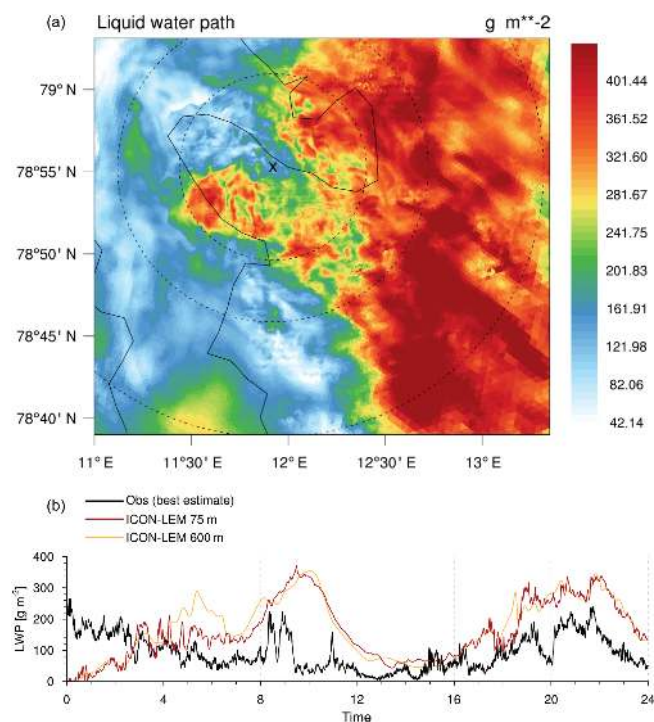 (a) Liquid water path g m**-2
79° N
78°55' N
78°50' N
78°45' N
78°40' N
11° E 11°30' E 12° E 12°30' E 13° E
X
401.44
361.51
321.60
281.67
241.75
201.83
161.91
121.98
82.06
42.14
(b)
Obs (best estimate)
ICON-LEM 75 m
ICON-LEM 600 m
LWP [g m⁻²]
400
300
200
100
0
0 4 8 12 16 20 24
Time